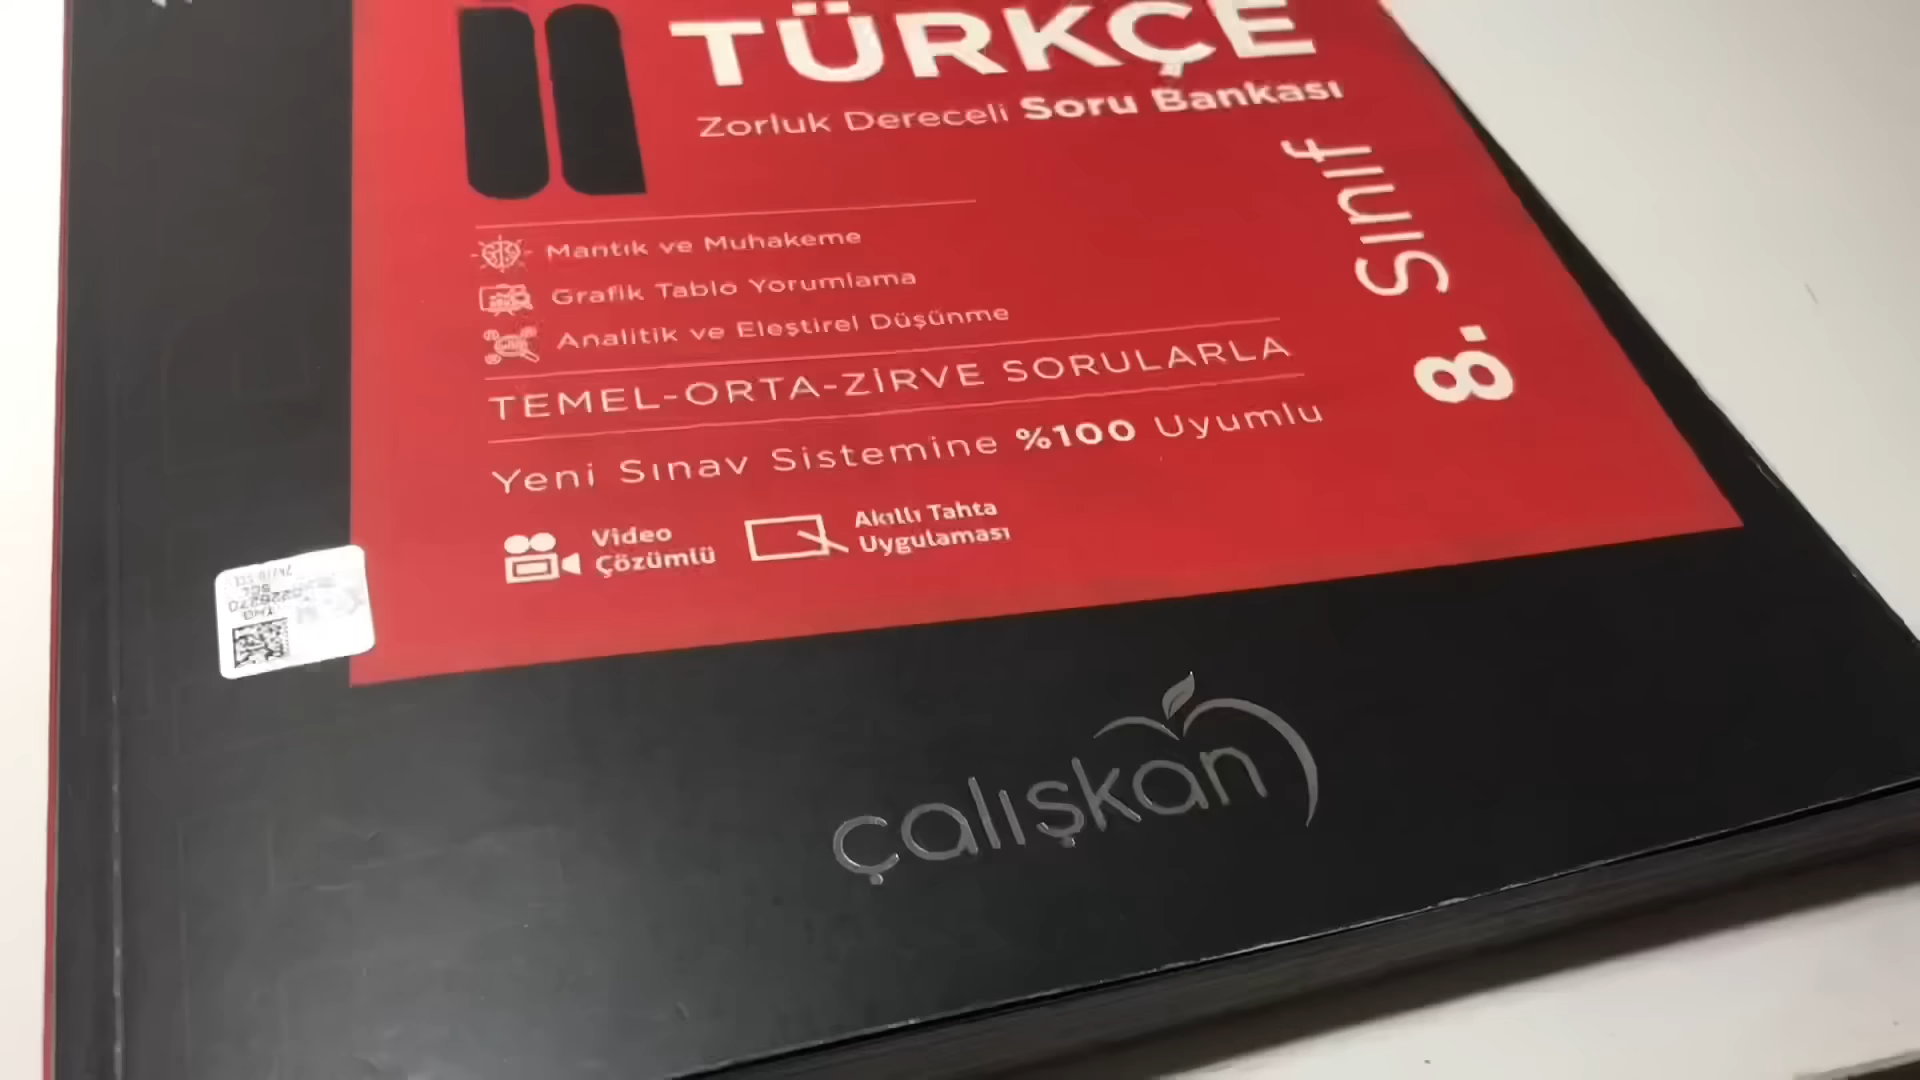 TÜRKÇE
Zorluk Dereceli Soru Bankası
8. Sınıf
Mantık ve Muhakeme
Grafik Tablo Yorumlama
Analitik ve Eleştirel Düşünme
TEMEL-ORTA-ZİRVE SORULARLA
Yeni Sınav Sistemine %100 Uyumlu
Video
Çözümlü
Akıllı Tahta
Uygulaması
çalışkan